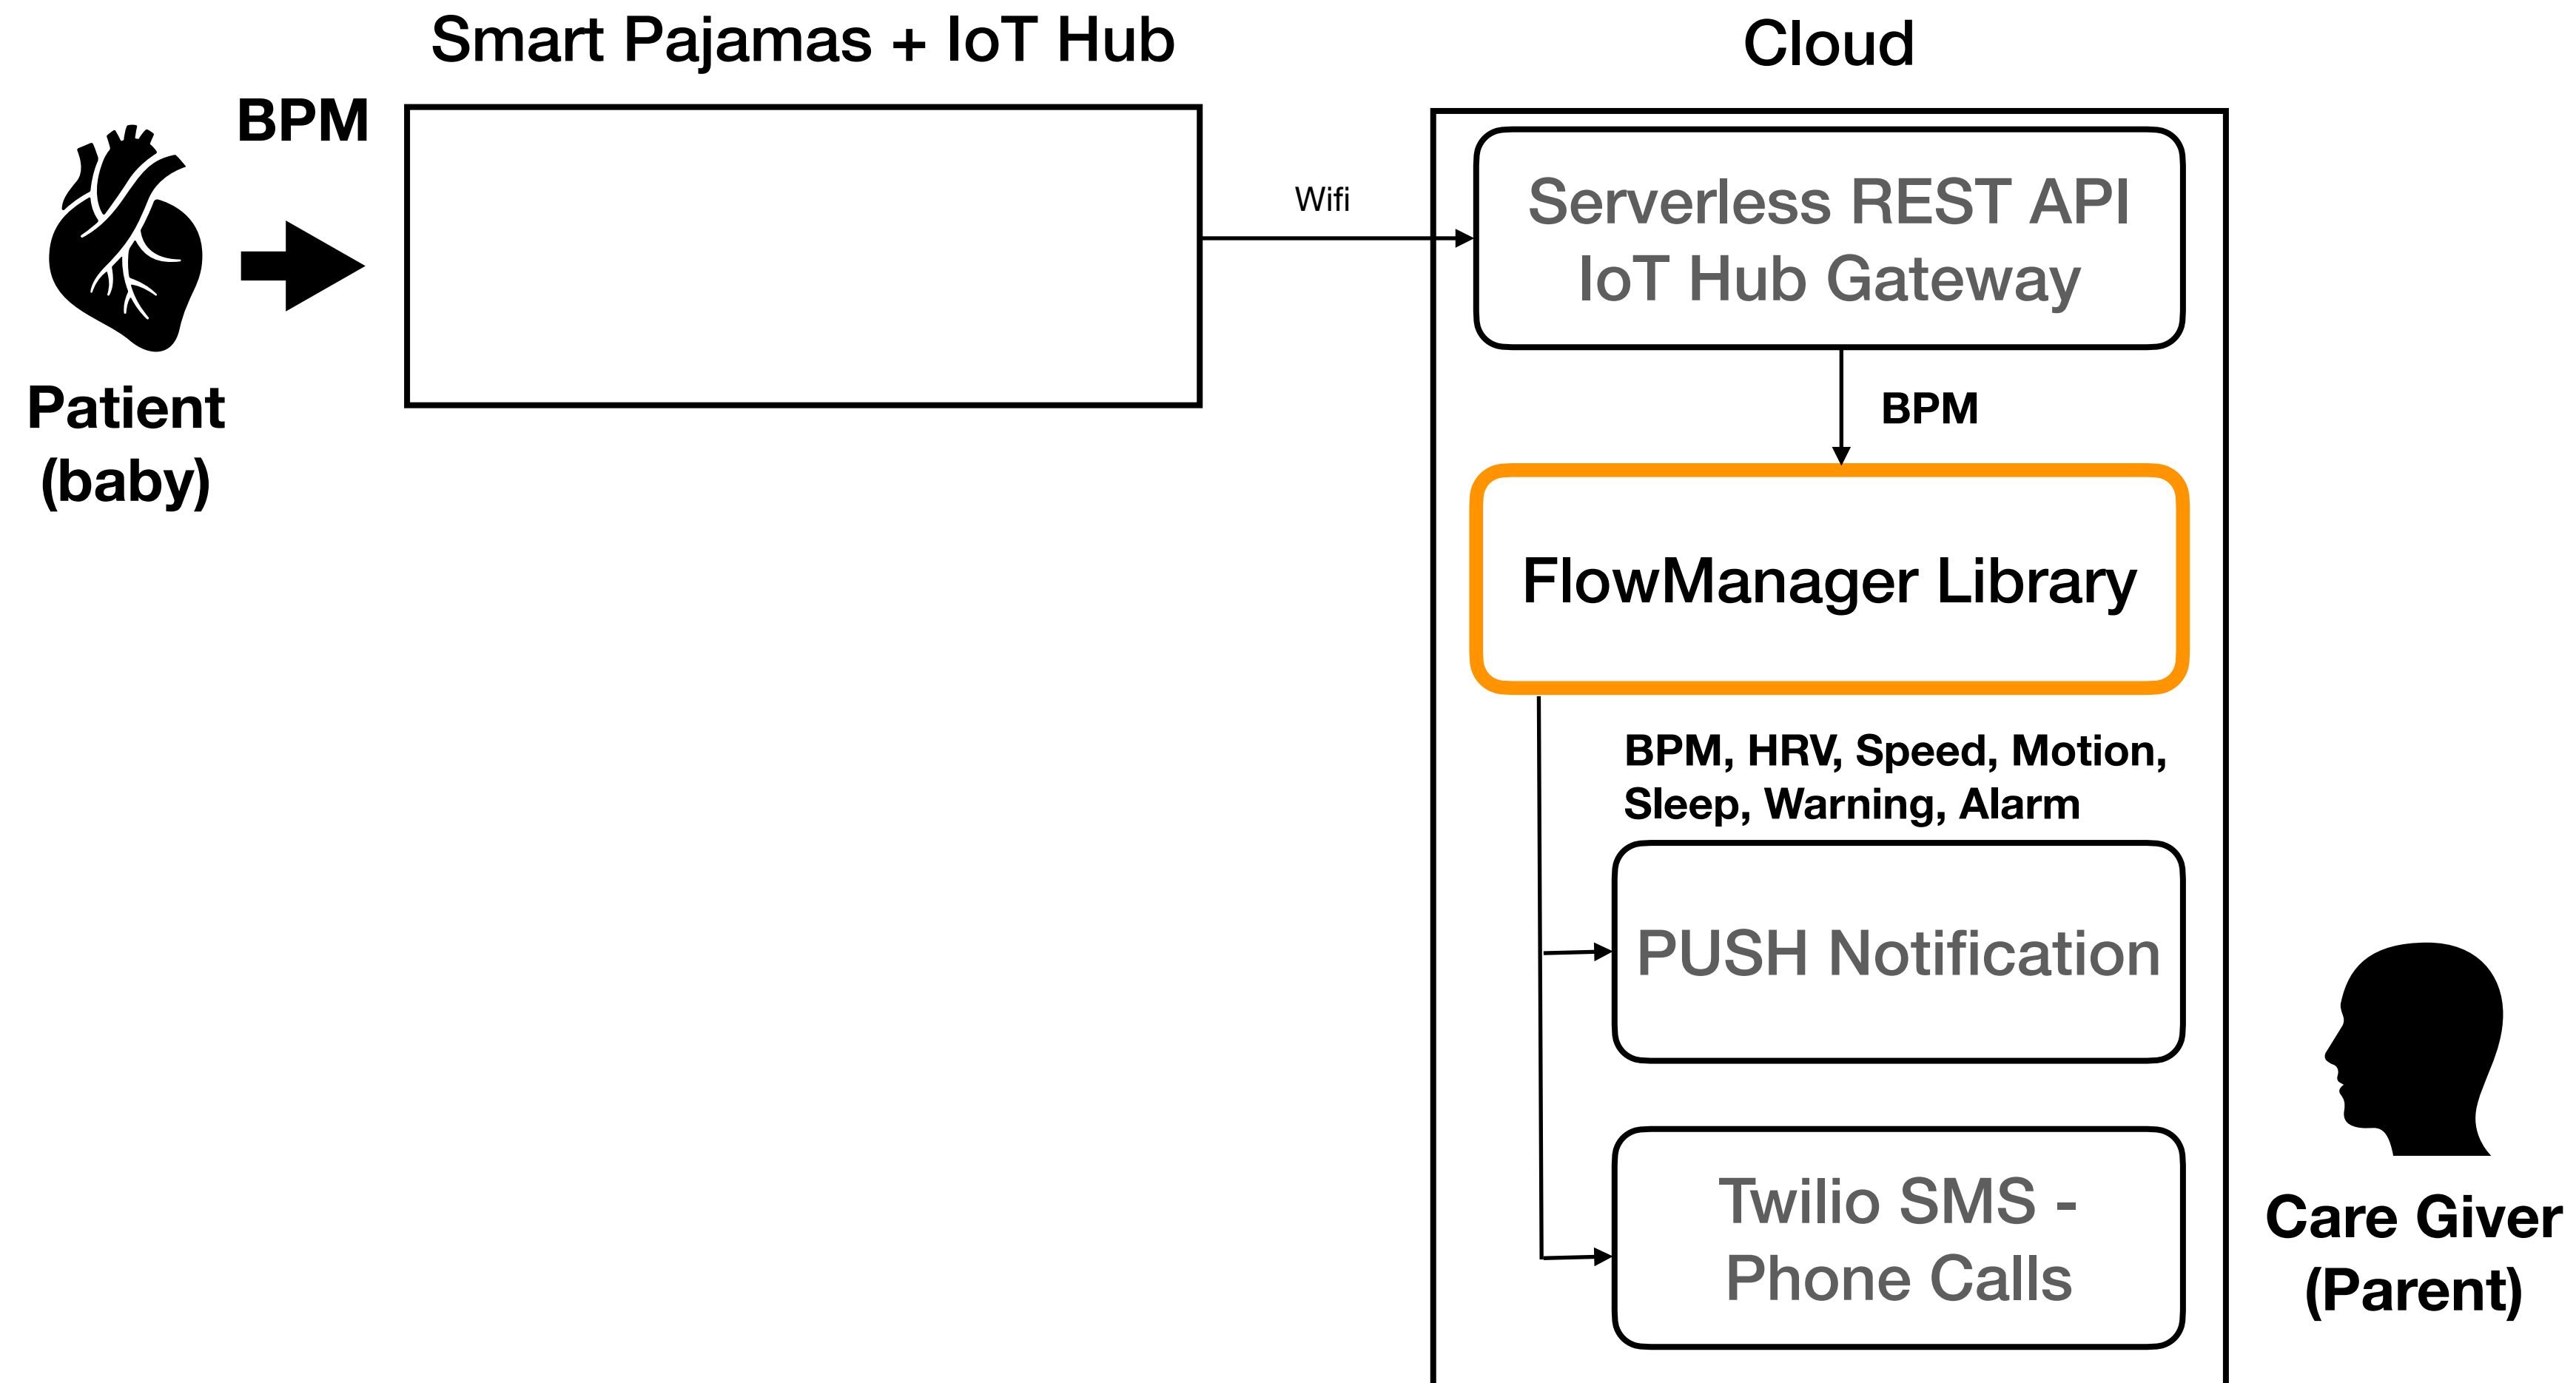 Smart Pajamas + IoT Hub
Cloud
BPM
Patient
(baby)
Wifi
Serverless REST API
IoT Hub Gateway
BPM
FlowManager Library
BPM, HRV, Speed, Motion,
Sleep, Warning, Alarm
PUSH Notification
Twilio SMS -
Phone Calls
Care Giver
(Parent)